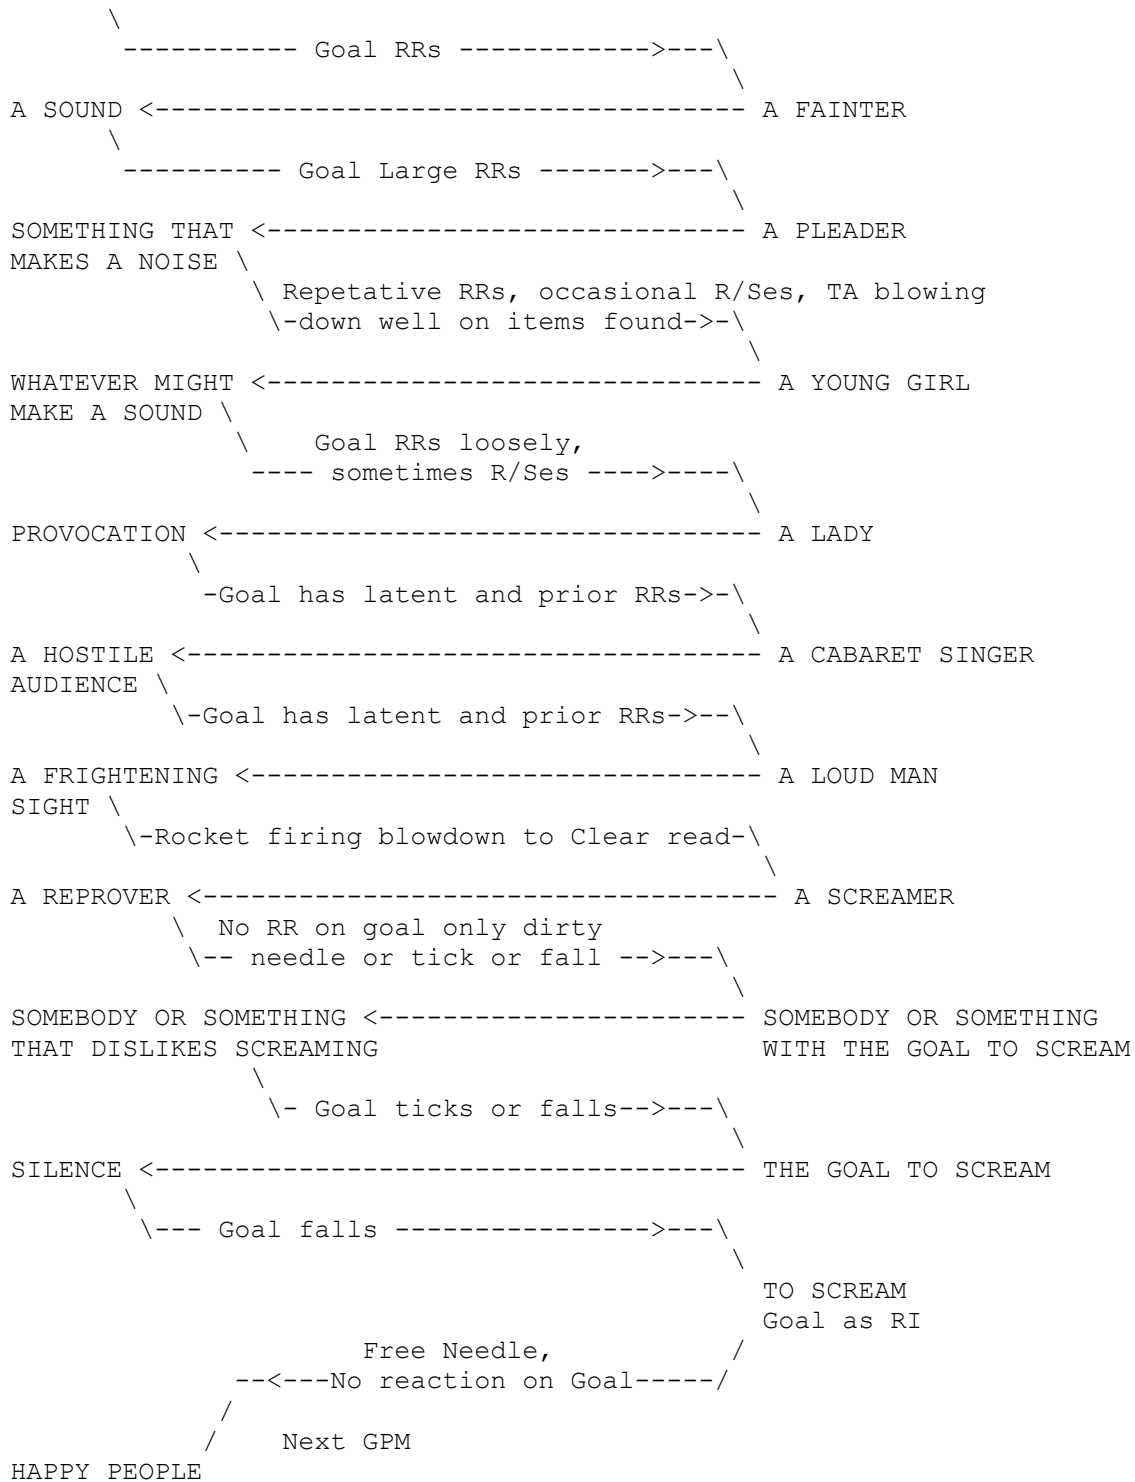 \
----------- Goal RRs ------------>---\
\
A SOUND <------------------------------------- A FAINTER
\
---------- Goal Large RRs ------->---\
\
SOMETHING THAT <------------------------------ A PLEADER
MAKES A NOISE \
\ Repetative RRs, occasional R/Ses, TA blowing
\-down well on items found->-\
\
WHATEVER MIGHT <------------------------------- A YOUNG GIRL
MAKE A SOUND \
\ Goal RRs loosely,
---- sometimes R/Ses ---->----\
\
PROVOCATION <---------------------------------- A LADY
\
-Goal has latent and prior RRs->-\
\
A HOSTILE <------------------------------------ A CABARET SINGER
AUDIENCE \
\-Goal has latent and prior RRs->--\
\
A FRIGHTENING <-------------------------------- A LOUD MAN
SIGHT \
\-Rocket firing blowdown to Clear read-\
\
A REPROVER <------------------------------------ A SCREAMER
\ No RR on goal only dirty
\-- needle or tick or fall -->---\
\
SOMEBODY OR SOMETHING <----------------------- SOMEBODY OR SOMETHING
THAT DISLIKES SCREAMING WITH THE GOAL TO SCREAM
\
\- Goal ticks or falls-->---\
\
SILENCE <------------------------------------- THE GOAL TO SCREAM
\
\--- Goal falls ---------------->---\
\
TO SCREAM
Goal as RI
Free Needle, /
--<---No reaction on Goal-----/
/
/ Next GPM
HAPPY PEOPLE